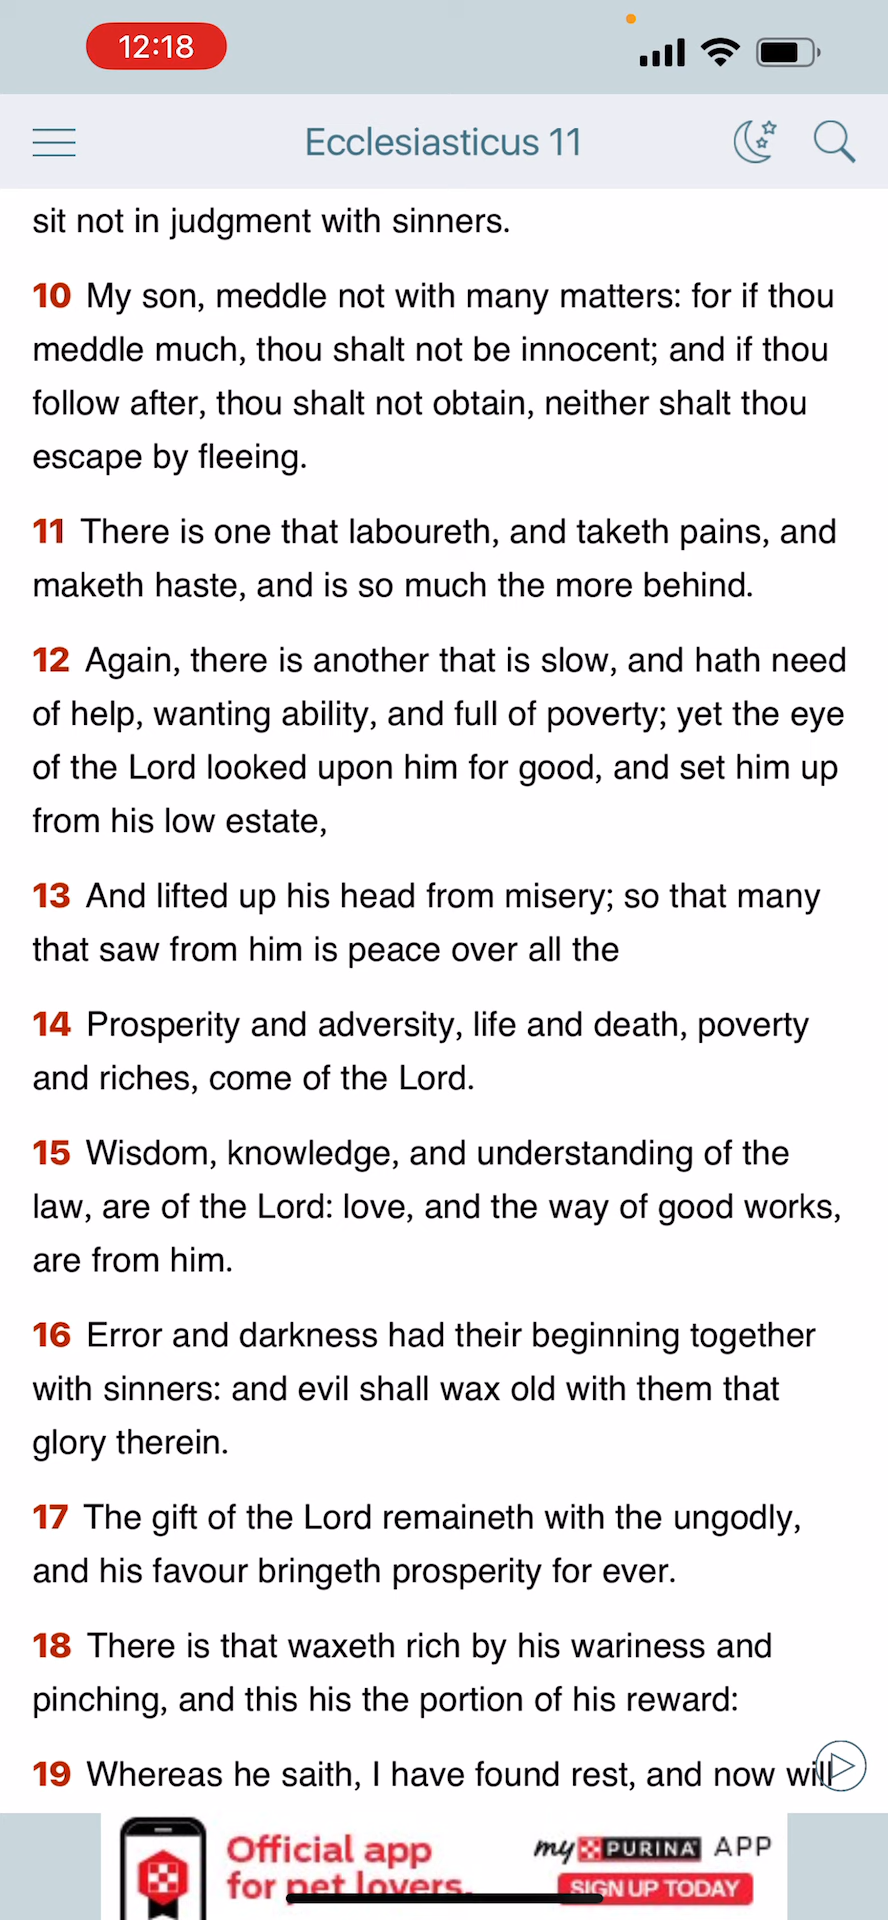 12:18
Ecclesiasticus 11
sit not in judgment with sinners.
10 My son, meddle not with many matters: for if thou
meddle much, thou shalt not be innocent; and if thou
follow after, thou shalt not obtain, neither shalt thou
escape by fleeing.
11 There is one that laboureth, and taketh pains, and
maketh haste, and is so much the more behind.
12 Again, there is another that is slow, and hath need
of help, wanting ability, and full of poverty; yet the eye
of the Lord looked upon him for good, and set him up
from his low estate,
13 And lifted up his head from misery; so that many
that saw from him is peace over all the
14 Prosperity and adversity, life and death, poverty
and riches, come of the Lord.
15 Wisdom, knowledge, and understanding of the
law, are of the Lord: love, and the way of good works,
are from him.
16 Error and darkness had their beginning together
with sinners: and evil shall wax old with them that
glory therein.
17 The gift of the Lord remaineth with the ungodly,
and his favour bringeth prosperity for ever.
18 There is that waxeth rich by his wariness and
pinching, and this his the portion of his reward:
19 Whereas he saith, I have found rest, and now will
Official app
for pet lovers.
my PURINA APP
SIGN UP TODAY